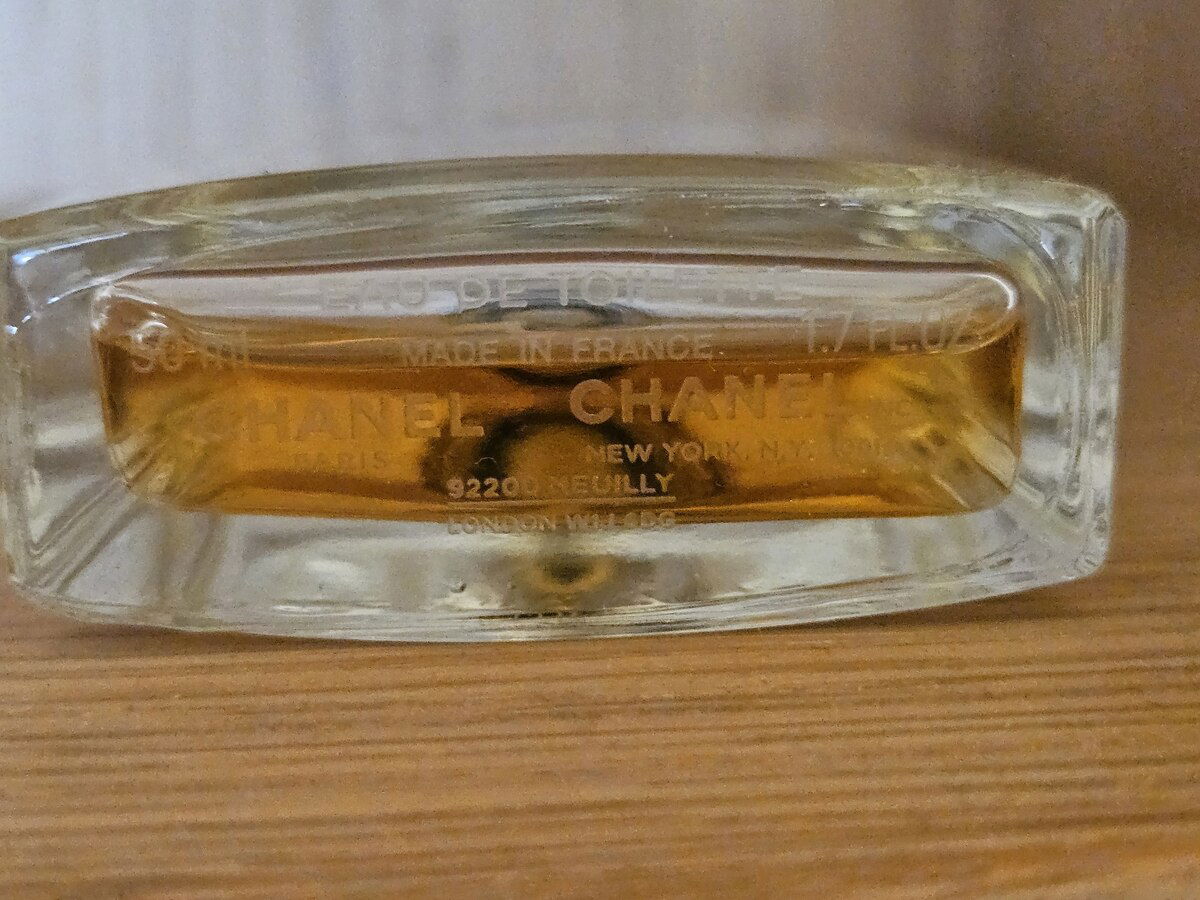 EAU DE TOILETTE
50 ml 1.7 FL.OZ.
MADE IN FRANCE
CHANEL CHANEL
PARIS NEW YORK, N.Y.
92200 NEUILLY
LONDON